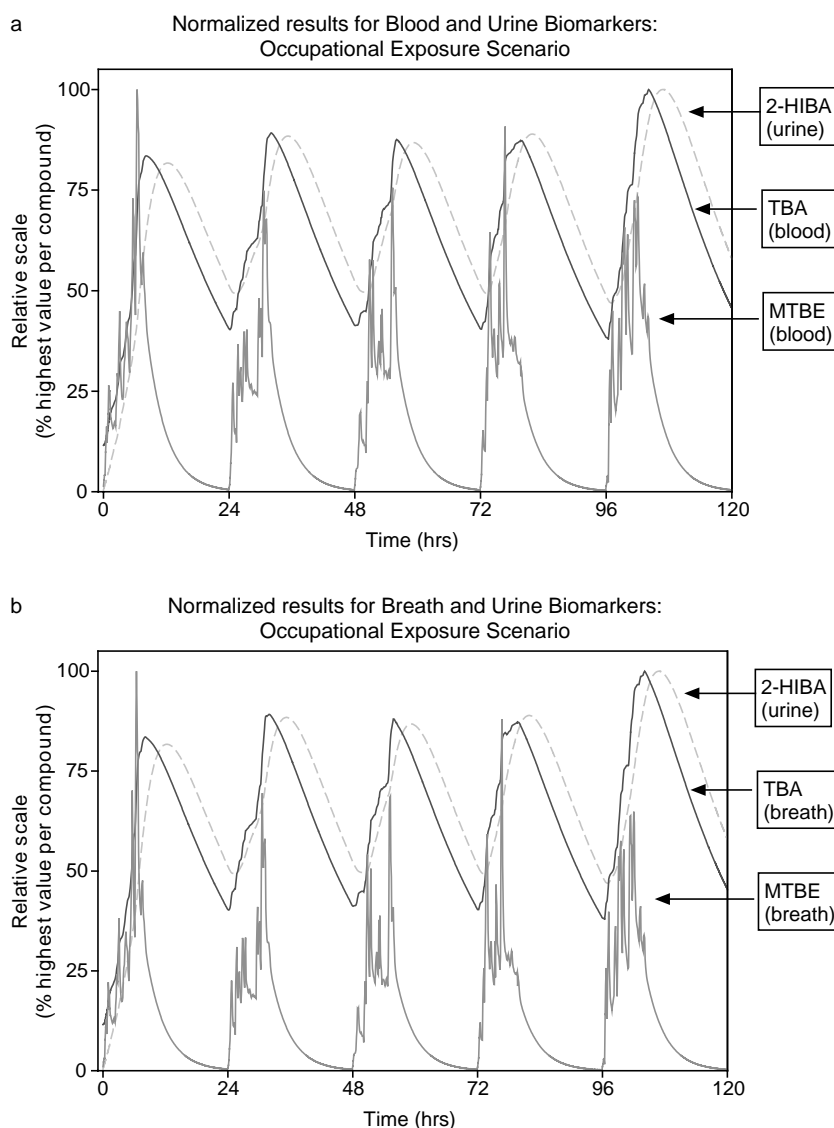 a
Normalized results for Blood and Urine Biomarkers:
Occupational Exposure Scenario
Relative scale
(% highest value per compound)
100
75
50
25
0
0 24 48 72 96 120
Time (hrs)
2-HIBA
(urine)
TBA
(blood)
MTBE
(blood)
b
Normalized results for Breath and Urine Biomarkers:
Occupational Exposure Scenario
Relative scale
(% highest value per compound)
100
75
50
25
0
0 24 48 72 96 120
Time (hrs)
2-HIBA
(urine)
TBA
(breath)
MTBE
(breath)